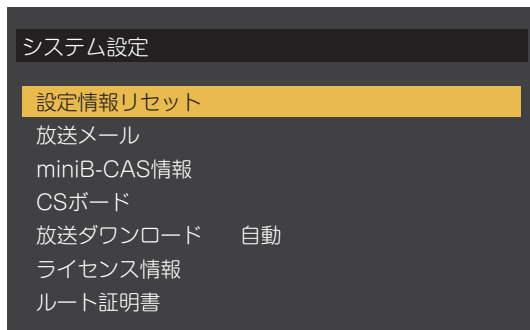 システム設定
設定情報リセット
放送メール
miniB-CAS情報
CSボード
放送ダウンロード 自動
ライセンス情報
ルート証明書